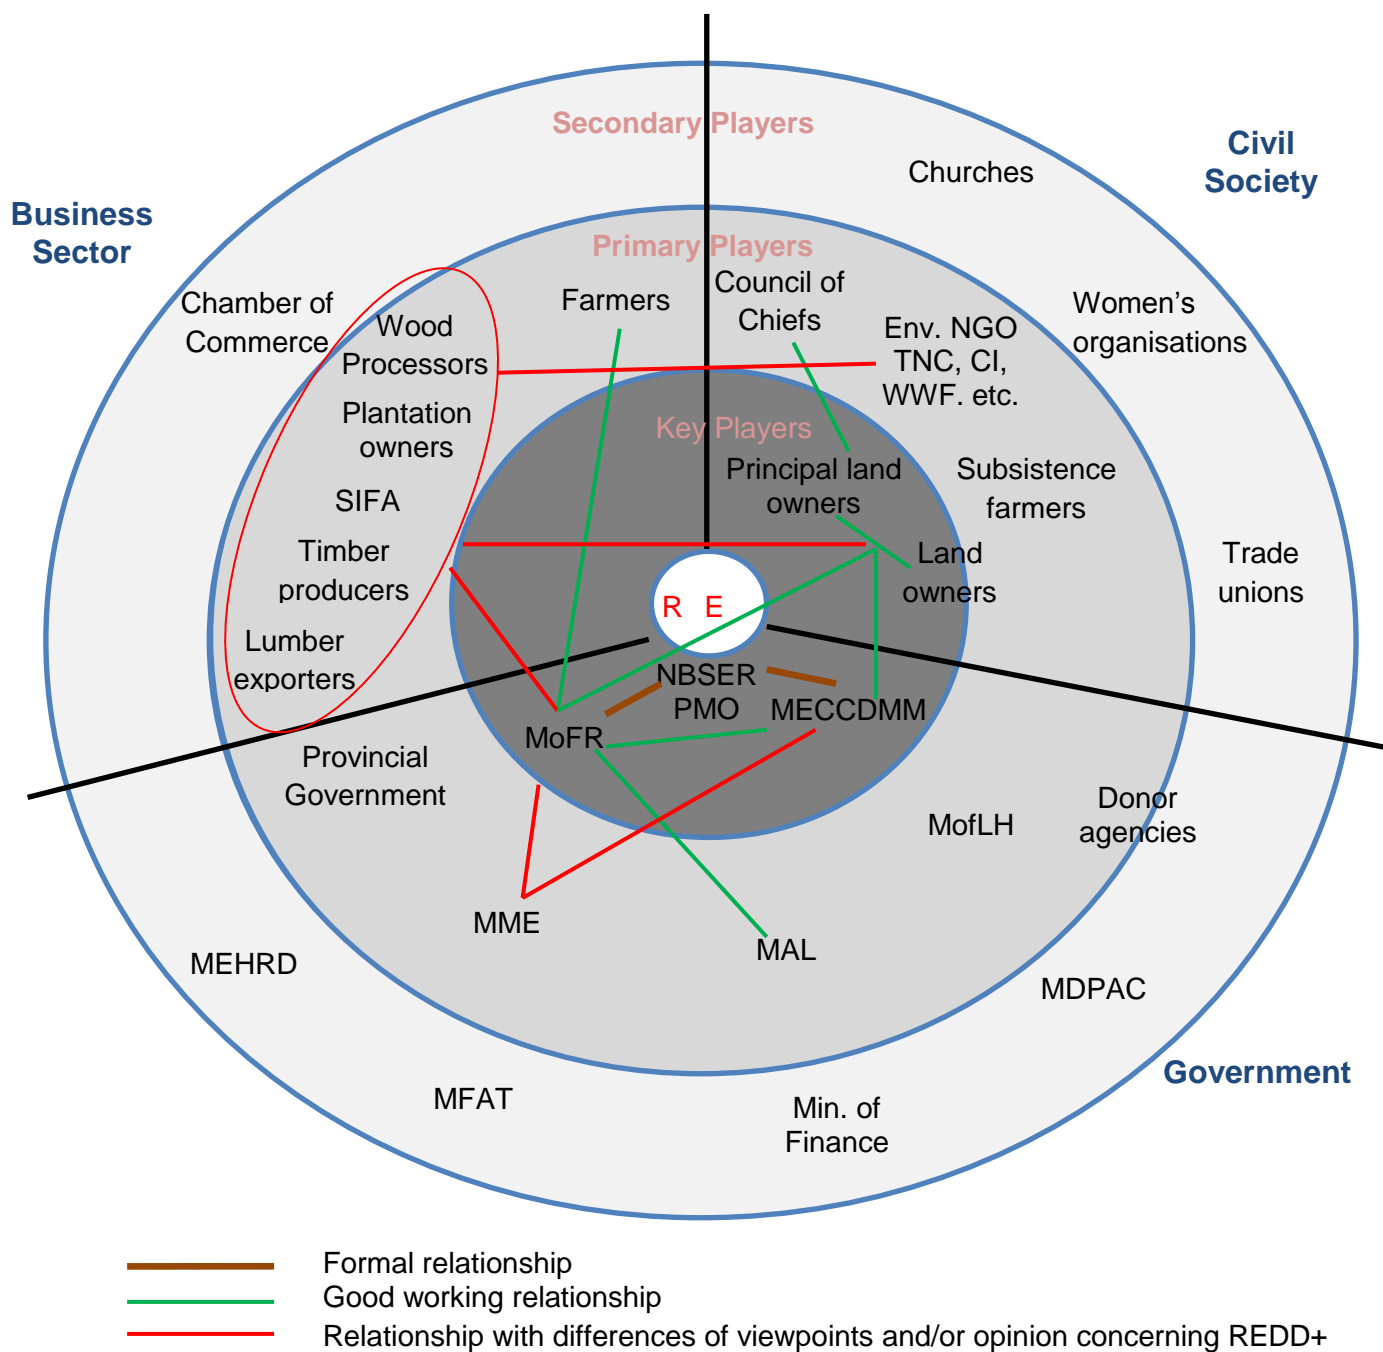 Secondary Players
Civil
Society
Churches
Business
Sector
Primary Players
Chamber of
Commerce
Wood
Processors
Farmers
Council of
Chiefs
Env. NGO
TNC, CI,
WWF. etc.
Women's
organisations
Plantation
owners
Key Players
Principal land
owners
Subsistence
farmers
SIFA
Timber
producers
Land
owners
Trade
unions
R E
Lumber
exporters
NBSER
PMO
MECCDMM
MoFR
Provincial
Government
MofLH
Donor
agencies
MME
MAL
MEHRD
MDPAC
Government
MFAT
Min. of
Finance
Formal relationship
Good working relationship
Relationship with differences of viewpoints and/or opinion concerning REDD+